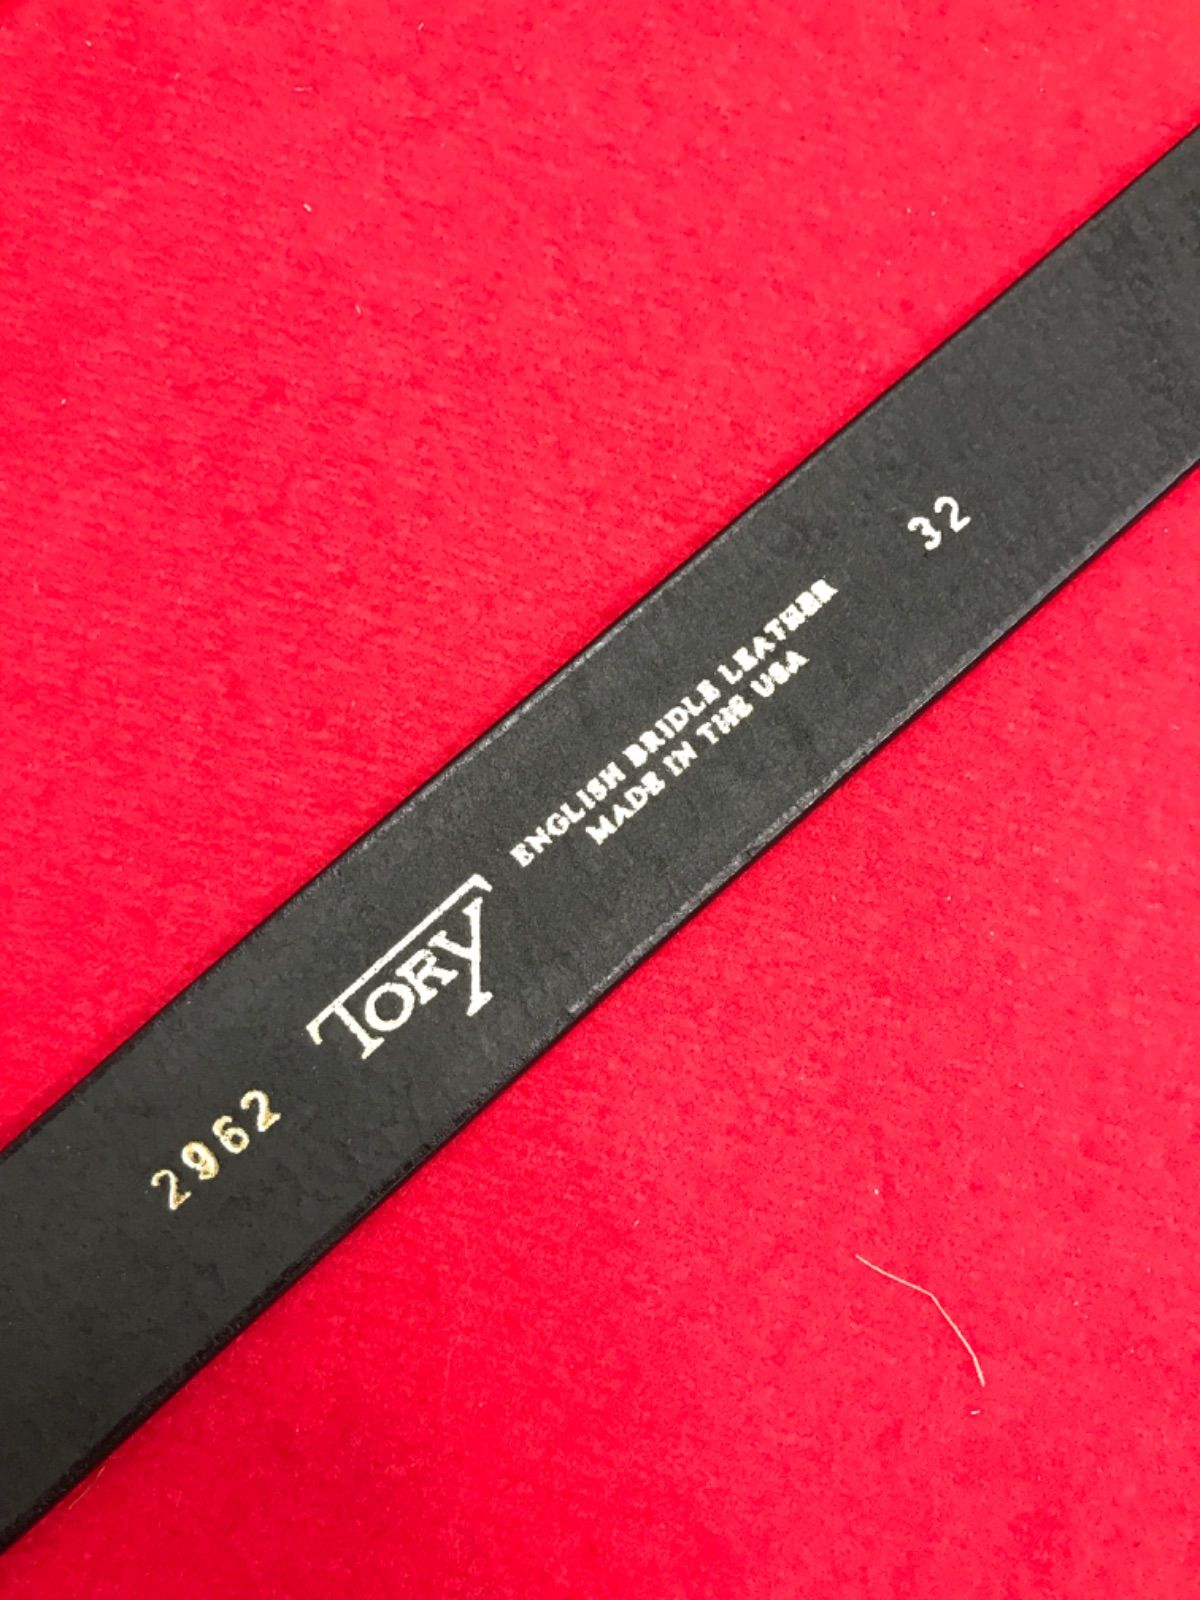 2962
TORY
ENGLISH BRIDLE LEATHER
MADE IN THE USA
32